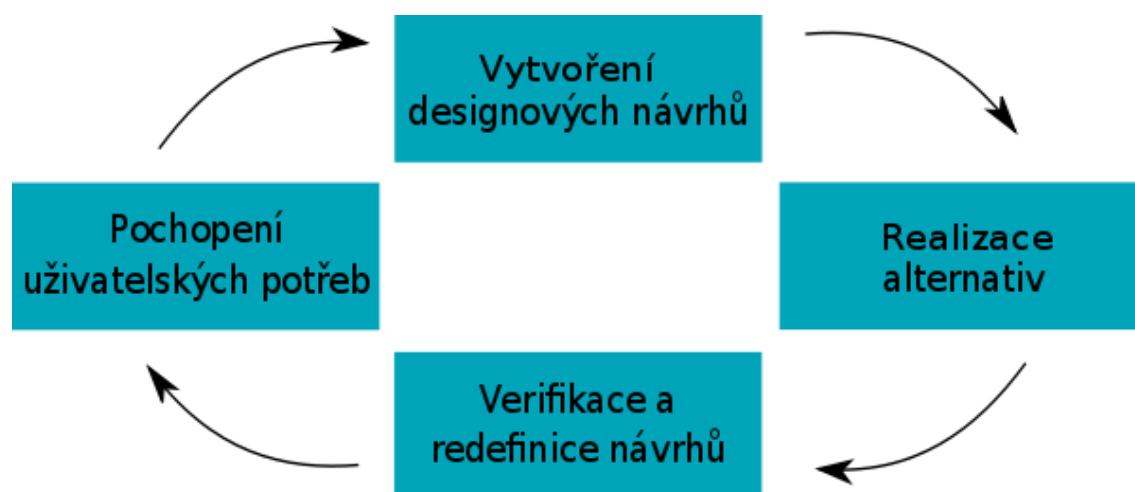 Vytvoření
designových návrhů
Pochopení
uživatelských potřeb
Realizace
alternativ
Verifikace a
redefinice návrhů